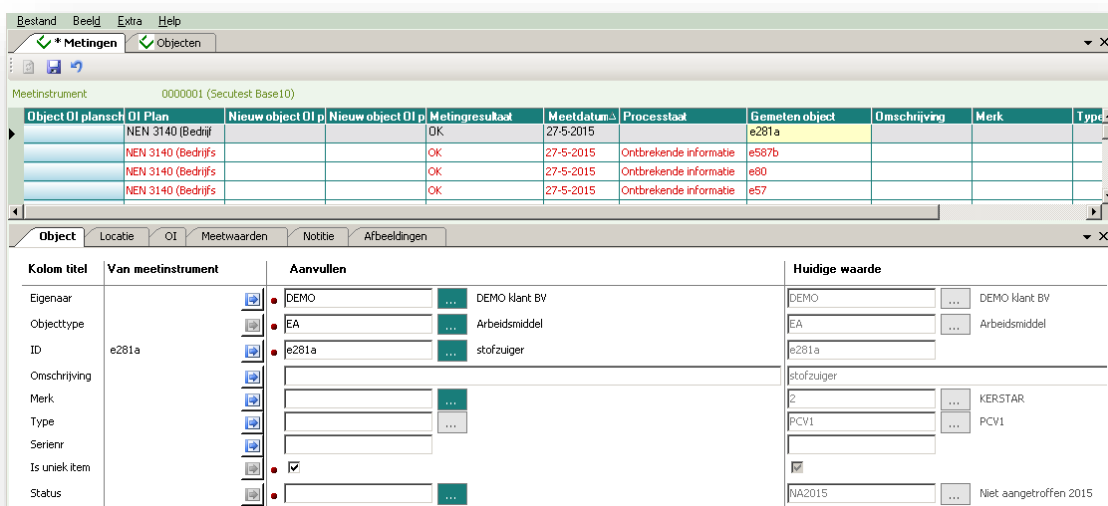 Bestand Beeld Extra Help
* Metingen Objecten
Meetinstrument 0000001 (Secutest Base10)
Object OI plansch OI Plan Nieuw object OI p Nieuw object OI p Metingresultaat Meetdatum Processtaat Gemeten object Omschrijving Merk Type
NEN 3140 (Bedrijf OK 27-5-2015 e281a
NEN 3140 (Bedrijfs OK 27-5-2015 Ontbrekende informatie e587b
NEN 3140 (Bedrijfs OK 27-5-2015 Ontbrekende informatie e80
NEN 3140 (Bedrijfs OK 27-5-2015 Ontbrekende informatie e57
Object Locatie OI Meetwaarden Notitie Afbeeldingen
Kolom titel Van meetinstrument Aanvullen Huidige waarde
Eigenaar DEMO ... DEMO klant BV DEMO ... DEMO klant BV
Objecttype EA ... Arbeidsmiddel EA ... Arbeidsmiddel
ID e281a e281a ... stofzuiger e281a
Omschrijving stofzuiger
Merk ... 2 ... KERSTAR
Type ... PCV1 ... PCV1
Serienr
Is uniek item
Status ... NA2015 ... Niet aangetroffen 2015